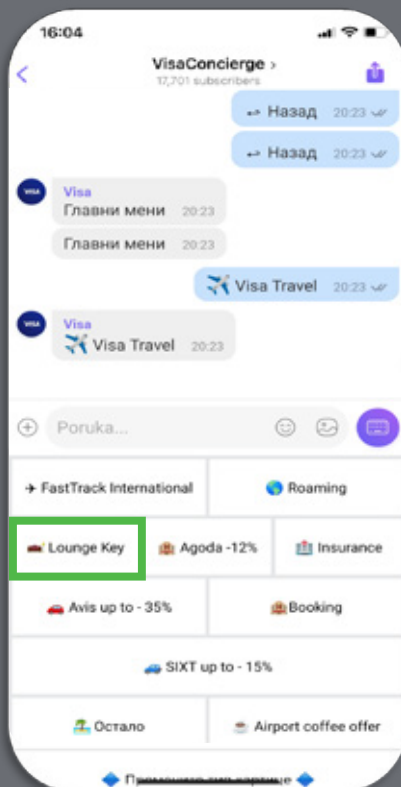 16:04
VisaConcierge >
17,701 subscribers
Назад 20:23
Назад 20:23
VISA
Visa
Главни мени 20:23
Главни мени 20:23
Visa Travel 20:23
VISA
Visa
Visa Travel 20:23
Poruka...
FastTrack International
Roaming
Lounge Key
Agoda -12%
Insurance
Avis up to - 35%
Booking
SIXT up to - 15%
Остало
Airport coffee offer